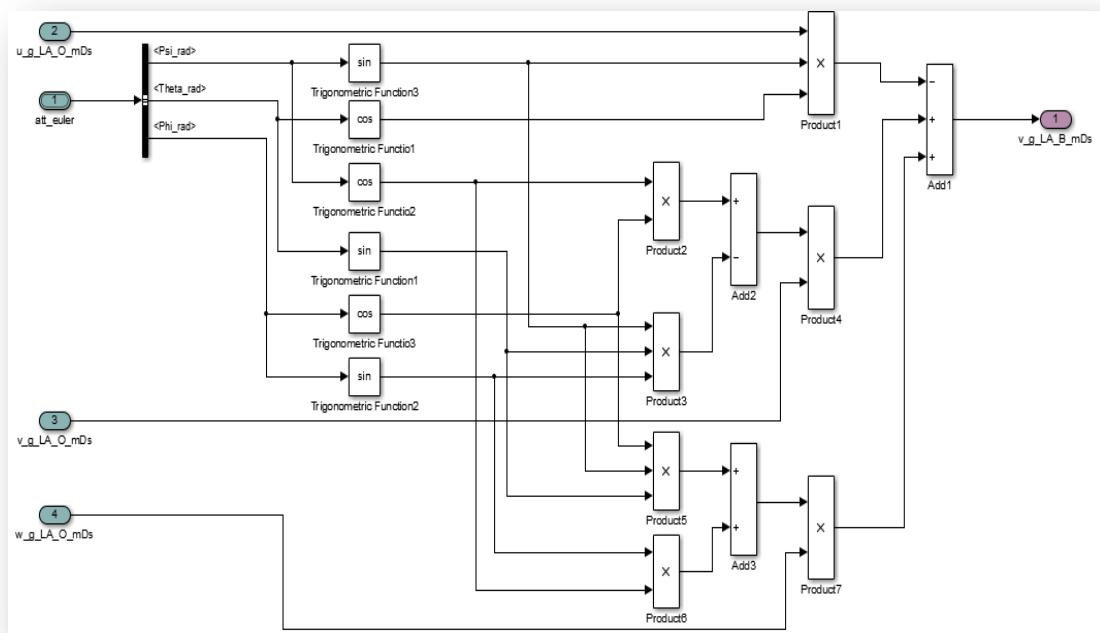 2
u_g_LA_O_mDs
1
att_euler
<Psi_rad>
<Theta_rad>
<Phi_rad>
sin
Trigonometric Function3
cos
Trigonometric Functio1
cos
Trigonometric Functio2
sin
Trigonometric Function1
cos
Trigonometric Functio3
sin
Trigonometric Function2
3
v_g_LA_O_mDs
4
w_g_LA_O_mDs
×
Product1
×
Product2
×
Product3
+
−
Add2
×
Product4
×
Product5
×
Product6
+
+
Add3
×
Product7
−
+
+
Add1
1
v_g_LA_B_mDs